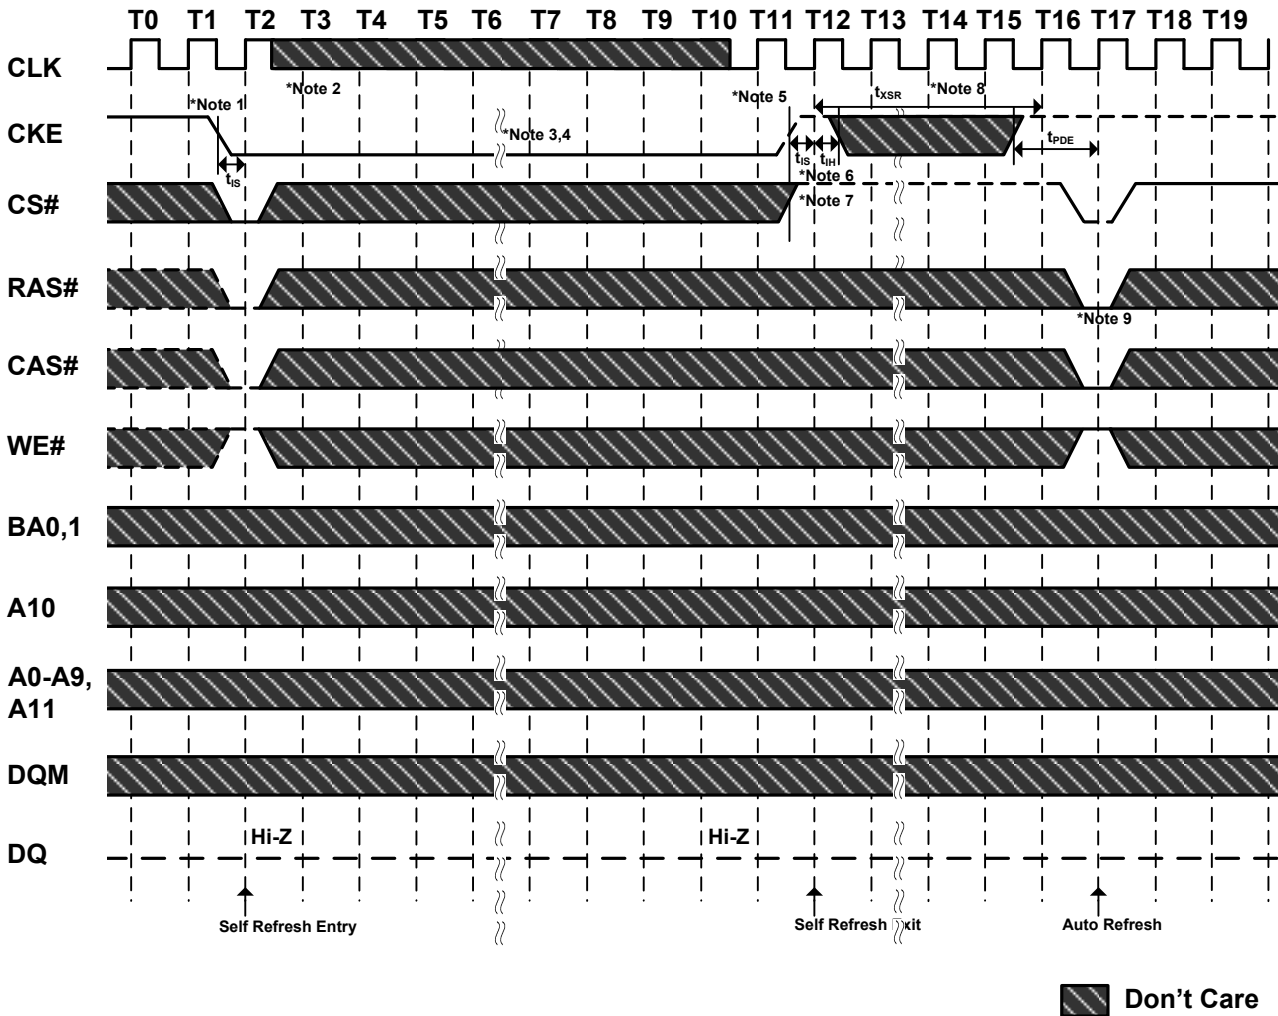 T0 T1 T2 T3 T4 T5 T6 T7 T8 T9 T10 T11 T12 T13 T14 T15 T16 T17 T18 T19
CLK
*Note 1 *Note 2 *Note 5 tXSR *Note 8
CKE
*Note 3,4 tPDE
tIS tIS tIH
*Note 6
CS#
*Note 7
RAS#
*Note 9
CAS#
WE#
BA0,1
A10
A0-A9,
A11
DQM
Hi-Z Hi-Z
DQ
Self Refresh Entry Self Refresh xit Auto Refresh
Don't Care